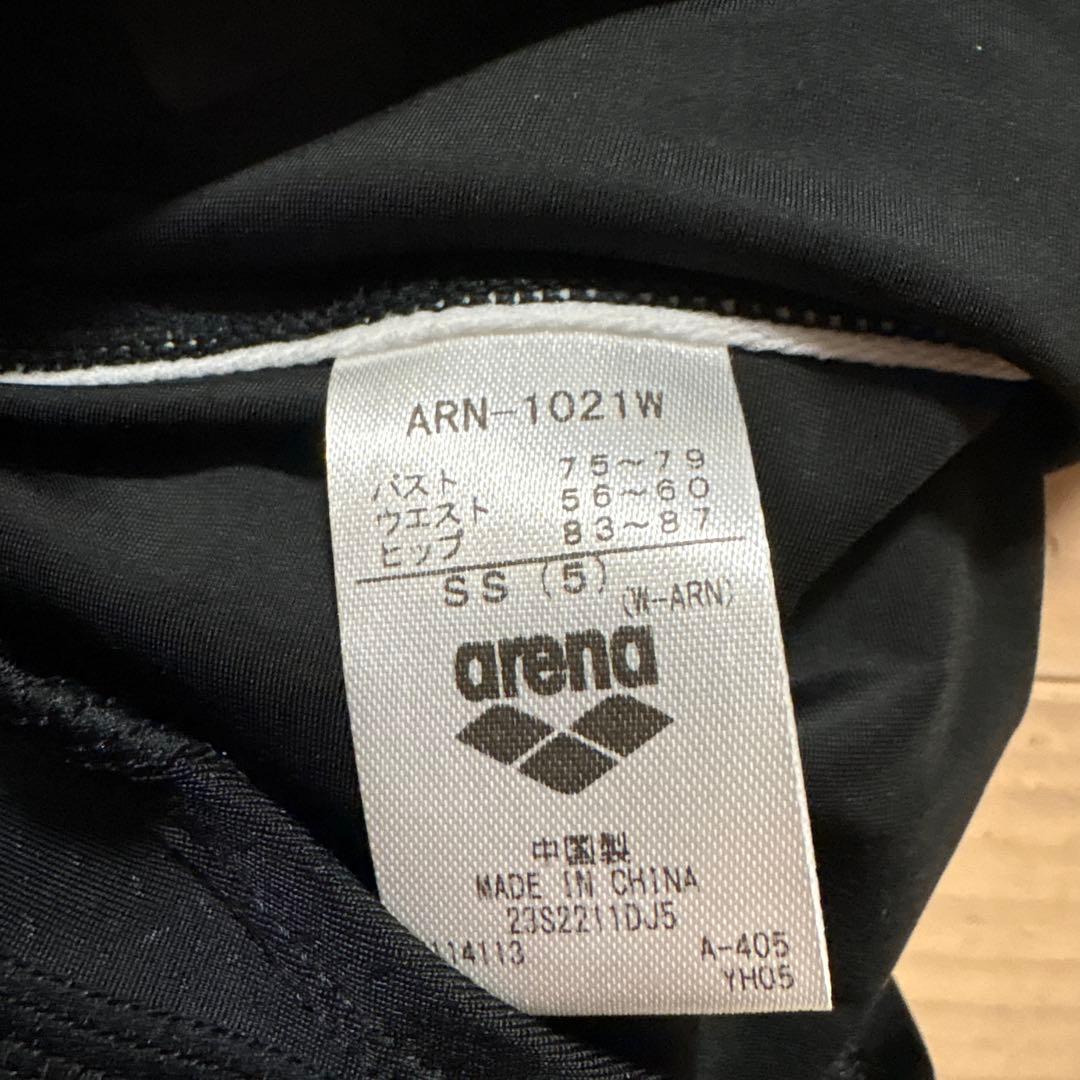 ARN-1021W
バスト 75～79
ウエスト 56～60
ヒップ 83～87
SS (5)
(W-ARN)
arena
中国製
MADE IN CHINA
23S2211DJ5
114113 A-405
YH05